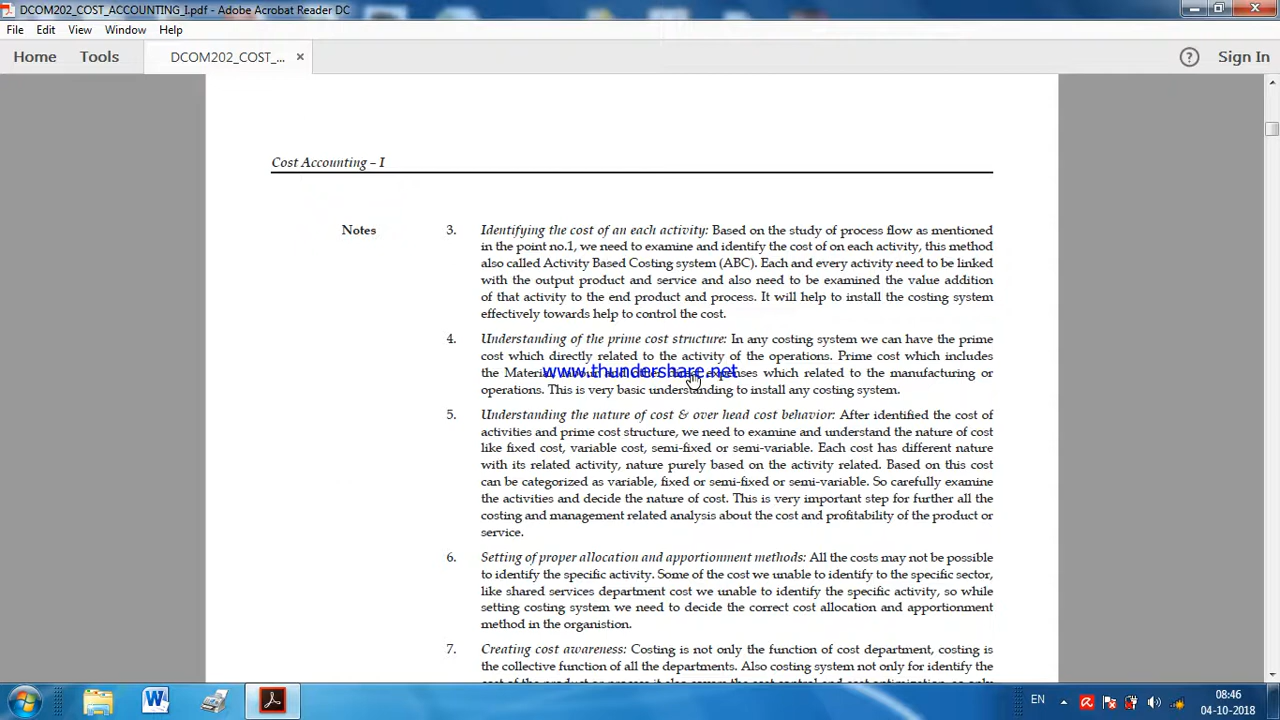 DCOM202_COST_ACCOUNTING_I.pdf - Adobe Acrobat Reader DC
File Edit View Window Help
Home Tools DCOM202_COST_... × ? Sign In
Cost Accounting – I
Notes
3. Identifying the cost of an each activity: Based on the study of process flow as mentioned
in the point no.1, we need to examine and identify the cost of on each activity, this method
also called Activity Based Costing system (ABC). Each and every activity need to be linked
with the output product and service and also need to be examined the value addition
of that activity to the end product and process. It will help to install the costing system
effectively towards help to control the cost.
4. Understanding of the prime cost structure: In any costing system we can have the prime
cost which directly related to the activity of the operations. Prime cost which includes
the Material, labour and other direct expenses which related to the manufacturing or
www.thundershare.net
operations. This is very basic understanding to install any costing system.
5. Understanding the nature of cost & over head cost behavior: After identified the cost of
activities and prime cost structure, we need to examine and understand the nature of cost
like fixed cost, variable cost, semi-fixed or semi-variable. Each cost has different nature
with its related activity, nature purely based on the activity related. Based on this cost
can be categorized as variable, fixed or semi-fixed or semi-variable. So carefully examine
the activities and decide the nature of cost. This is very important step for further all the
costing and management related analysis about the cost and profitability of the product or
service.
6. Setting of proper allocation and apportionment methods: All the costs may not be possible
to identify the specific activity. Some of the cost we unable to identify to the specific sector,
like shared services department cost we unable to identify the specific activity, so while
setting costing system we need to decide the correct cost allocation and apportionment
method in the organistion.
7. Creating cost awareness: Costing is not only the function of cost department, costing is
the collective function of all the departments. Also costing system not only for identify the
EN
08:46
04-10-2018